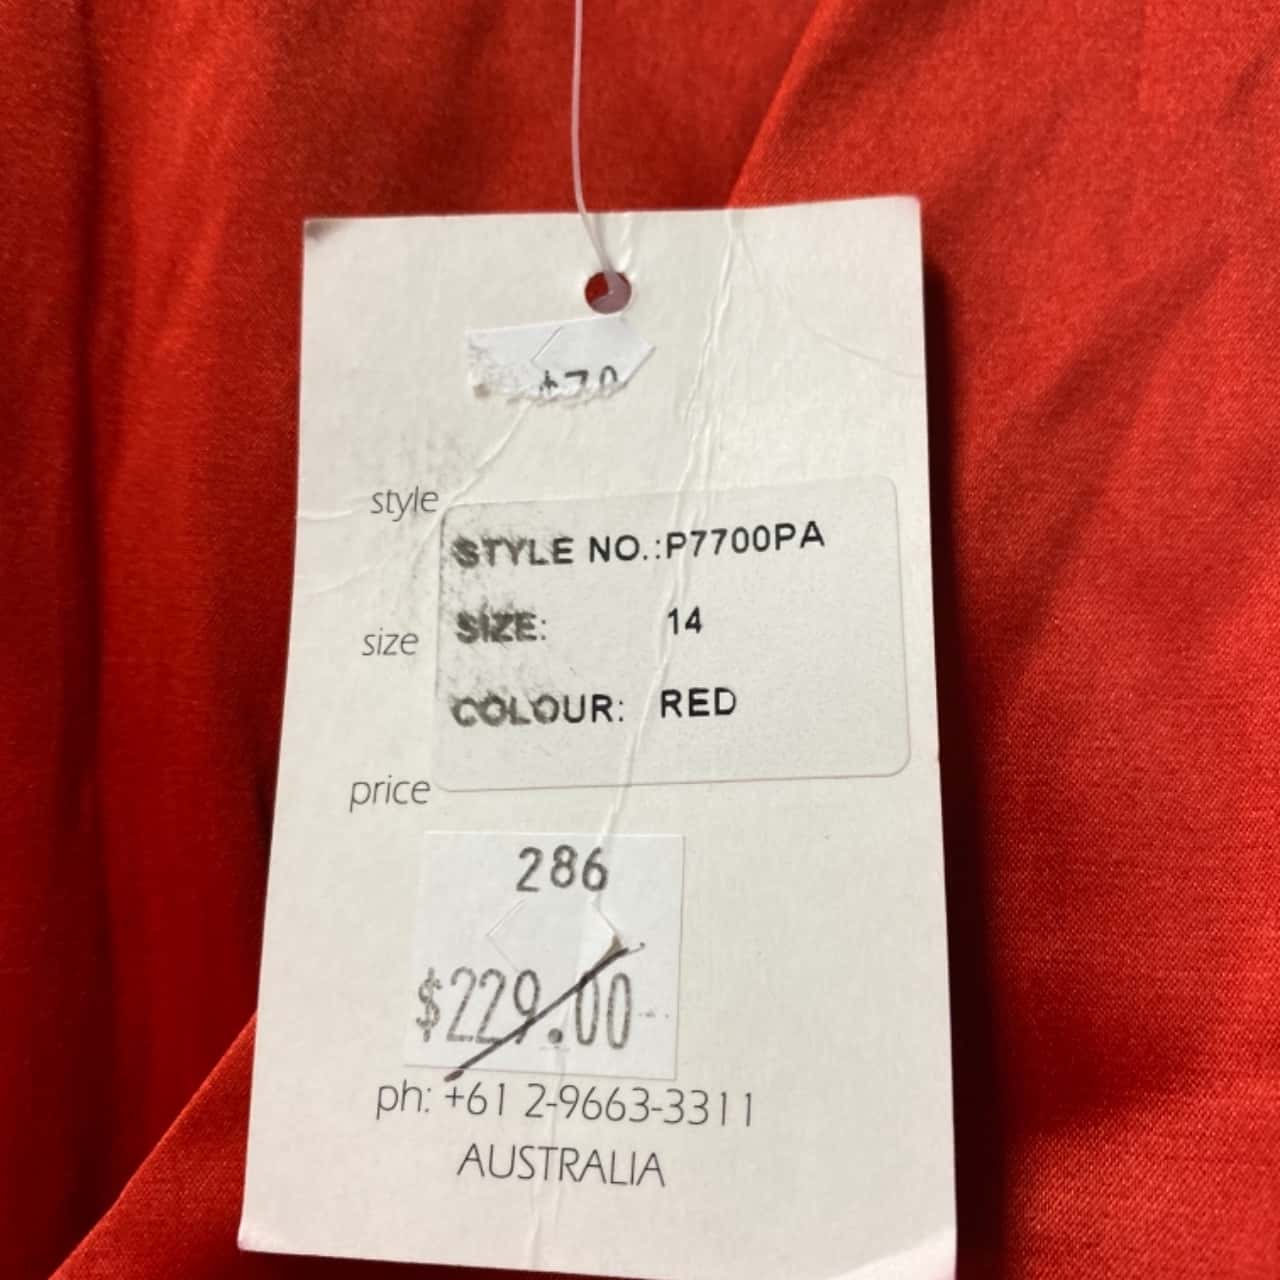 $70
style
STYLE NO.:P7700PA
size
SIZE: 14
COLOUR: RED
price
286
$229.00
ph: +61 2-9663-3311
AUSTRALIA